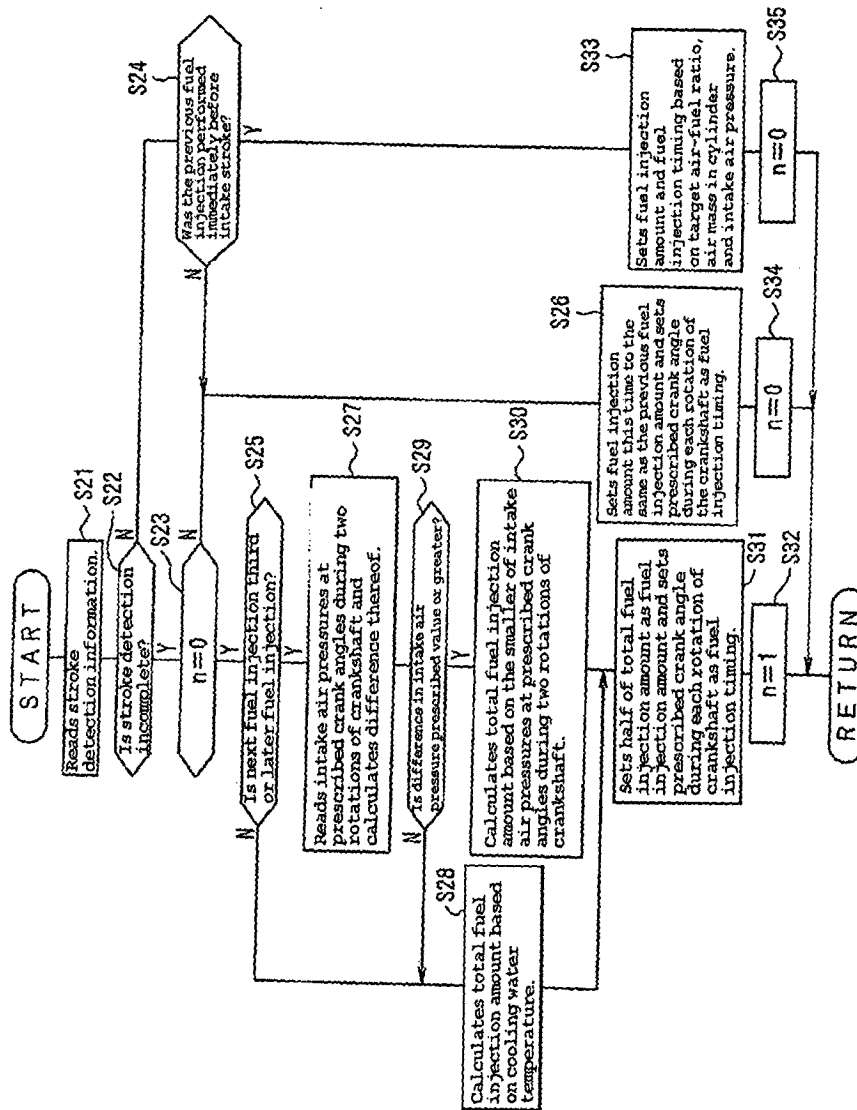 START
Reads stroke
detection information.
S21
Is stroke detection
incomplete?
S22
N
Y
n=0
S23
N
Y
Was the previous fuel
injection performed
immediately before
intake stroke?
S24
N
Y
Is next fuel injection third
or later fuel injection?
S25
N
Y
Reads intake air pressures at
prescribed crank angles during two
rotations of crankshaft and
calculates difference thereof.
S27
Is difference in intake air
pressure prescribed value or greater?
S29
N
Y
Calculates total fuel
injection amount based
on cooling water
temperature.
S28
Calculates total fuel injection
amount based on the smaller of intake
air pressures at prescribed crank
angles during two rotations of
crankshaft.
S30
Sets fuel injection
amount this time to the
same as the previous fuel
injection amount and sets
prescribed crank angle
during each rotation of
the crankshaft as fuel
injection timing.
S26
Sets fuel injection
amount and fuel
injection timing based
on target air-fuel ratio,
air mass in cylinder
and intake air pressure.
S33
Sets half of total fuel
injection amount as fuel
injection amount and sets
prescribed crank angle
during each rotation of
crankshaft as fuel
injection timing.
S31
n=1
S32
n=0
S34
n=0
S35
RETURN